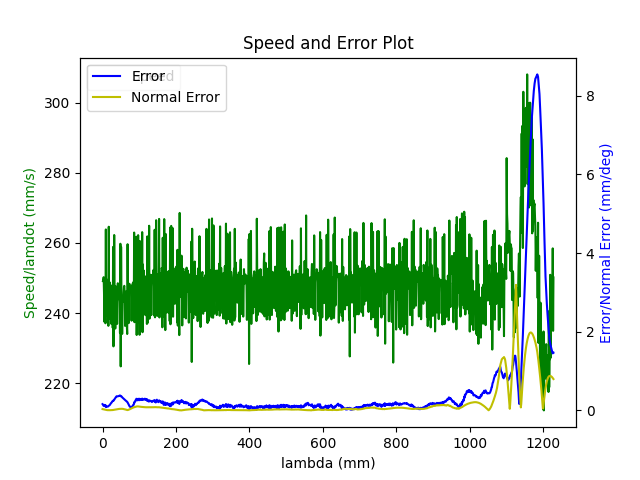 Speed and Error Plot
Error
Normal Error
300
280
260
240
220
8
6
4
2
0
Speed/lamdot (mm/s)
Error/Normal Error (mm/deg)
0 200 400 600 800 1000 1200
lambda (mm)